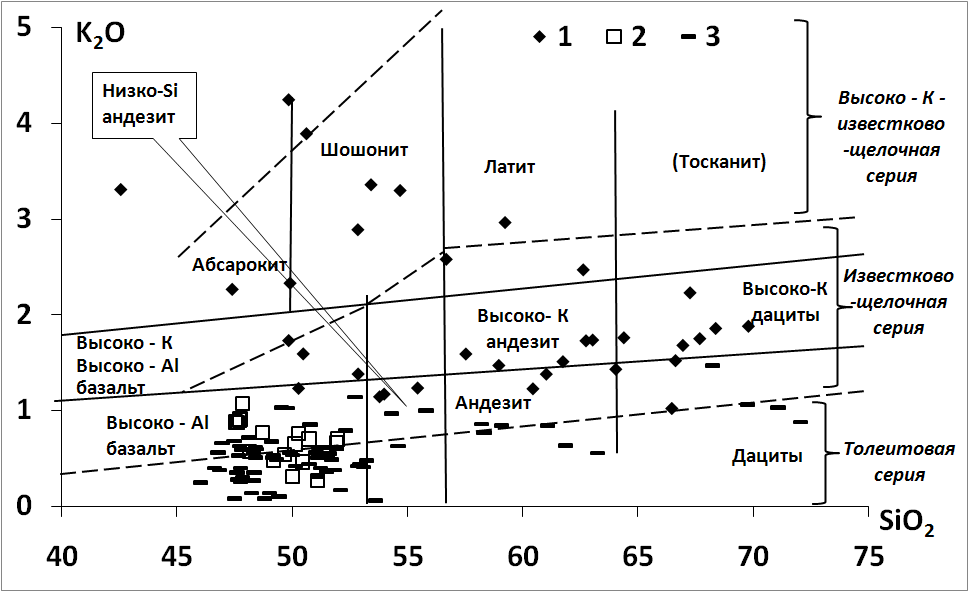 5
K₂O
1
2
3
Низко-Si
андезит
4
Шошонит
Латит
(Тосканит)
Высоко - К -
известково
-щелочная
серия
3
Абсарокит
2
Высоко - К
Высоко - Al
базальт
Высоко- К
андезит
Высоко-К
дациты
Известково
-щелочная
серия
1
Высоко - Al
базальт
Андезит
Дациты
Толеитовая
серия
0
SiO₂
40
45
50
55
60
65
70
75